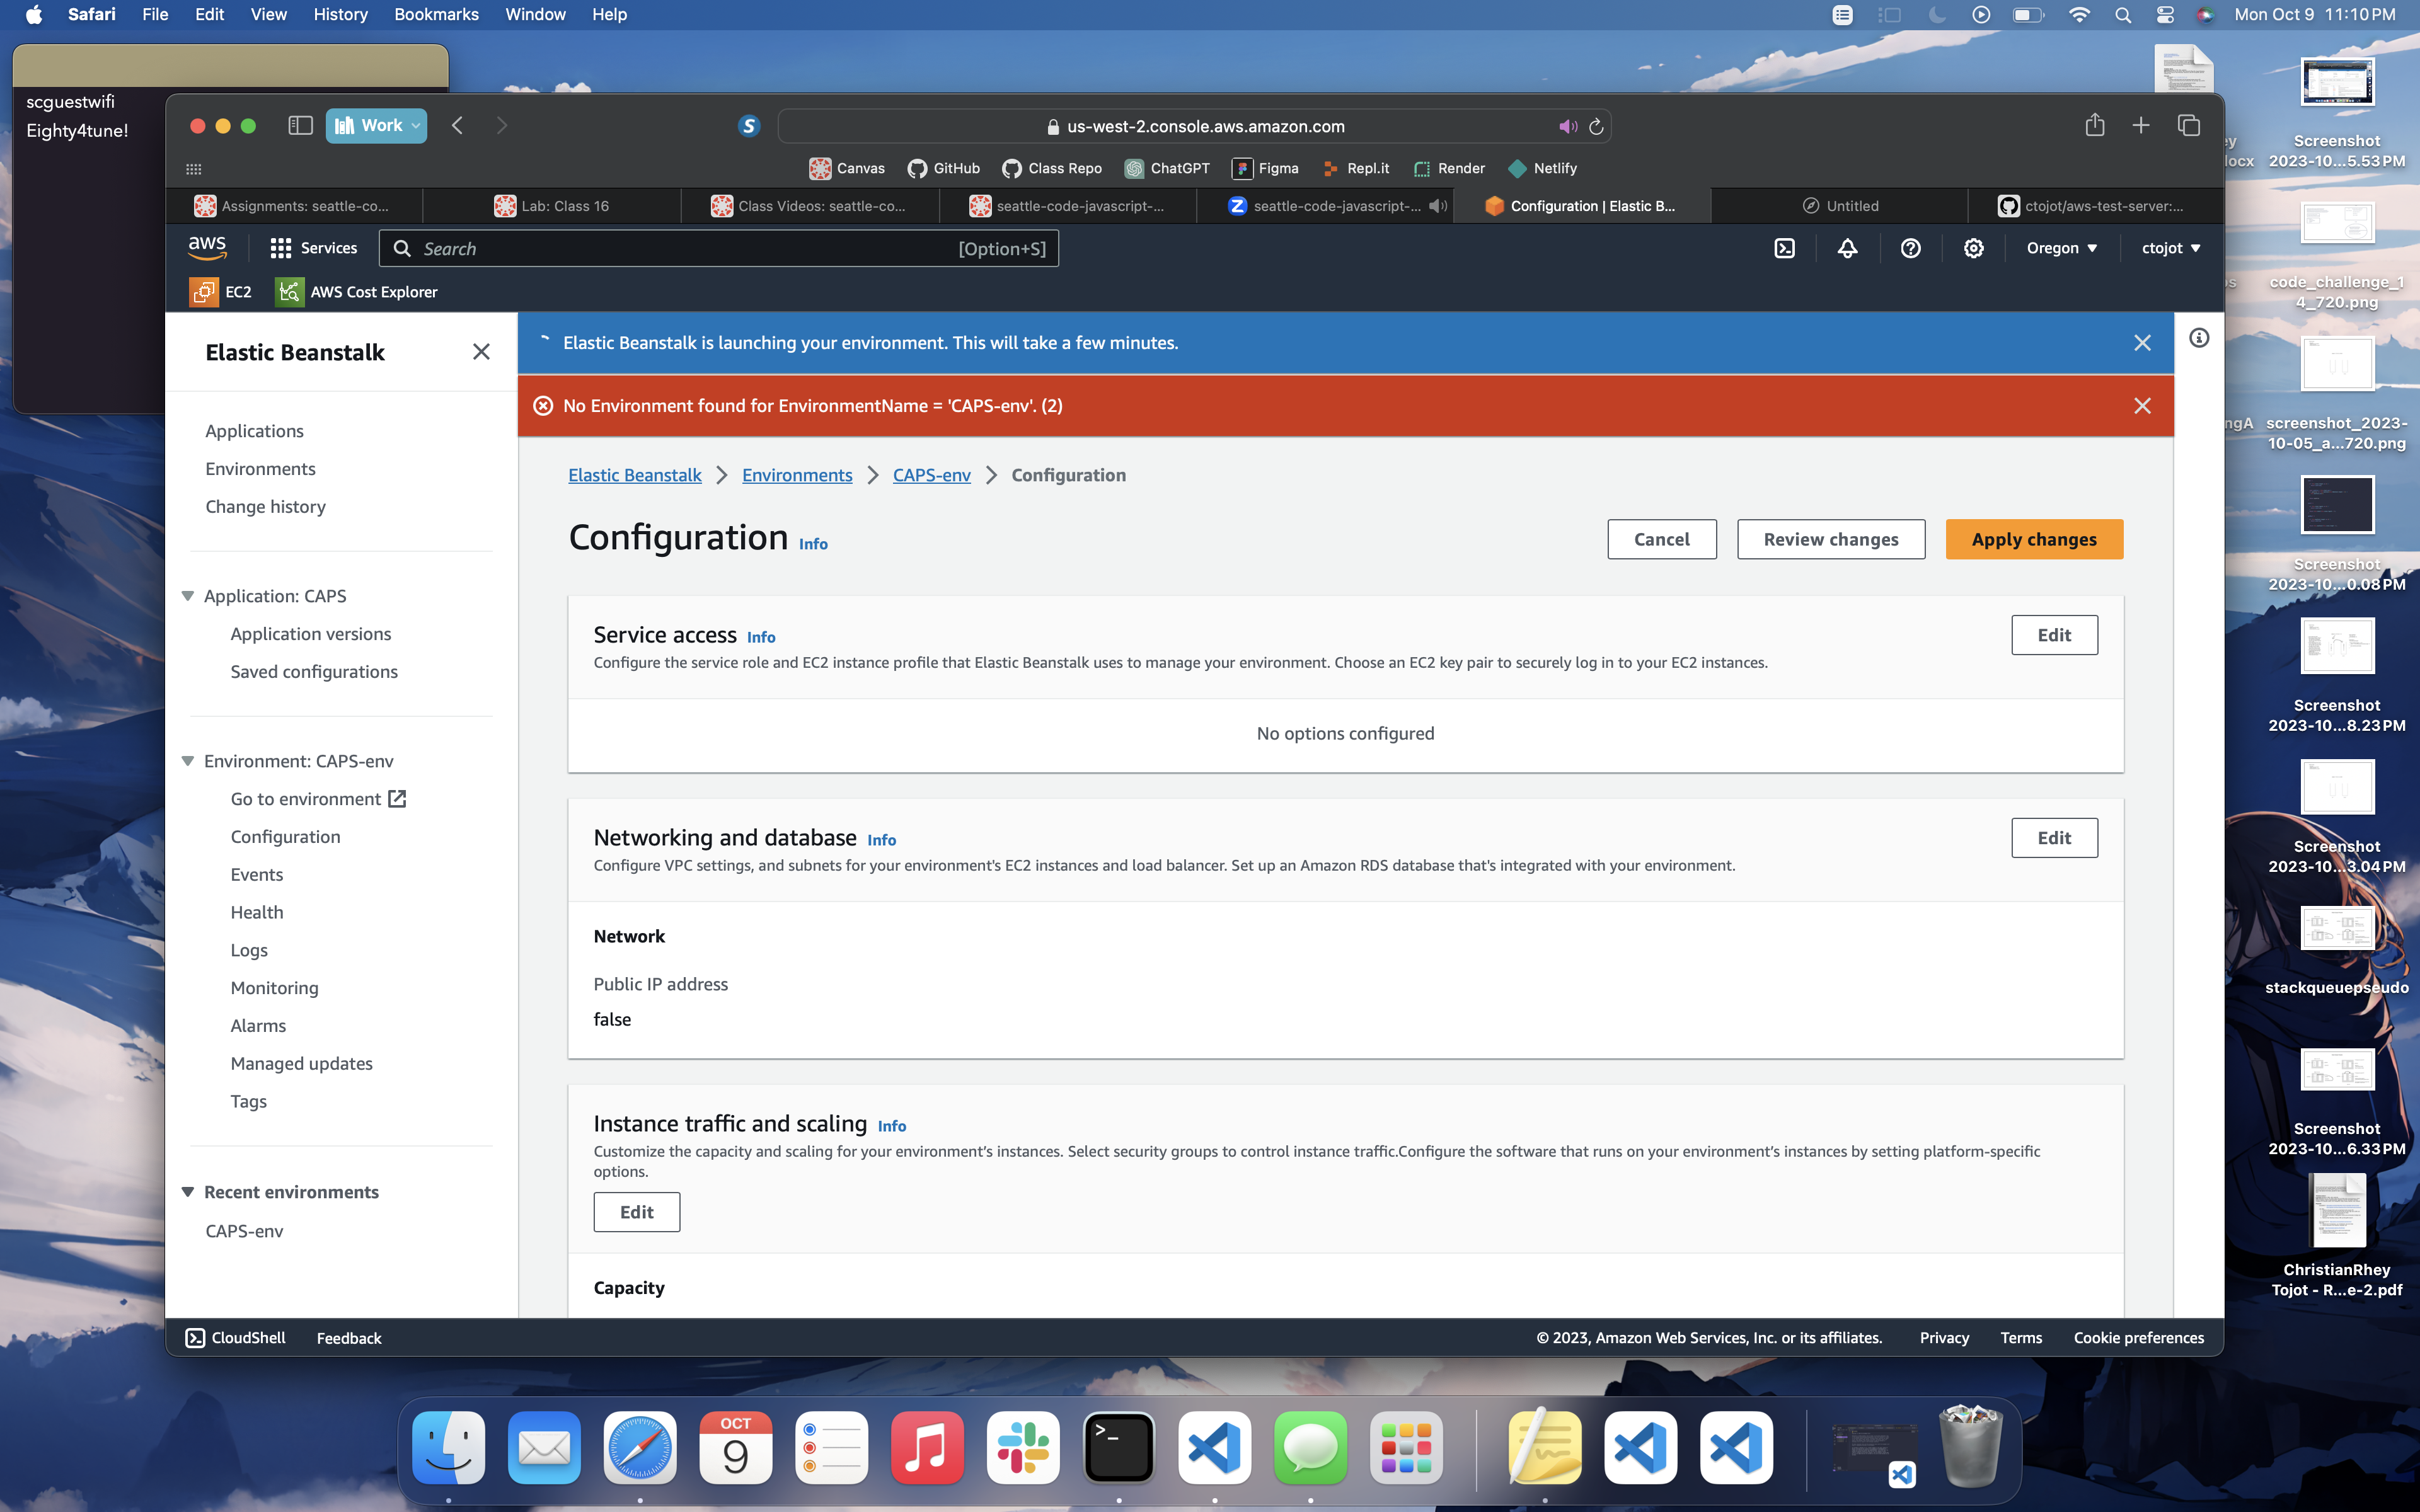 Safari File Edit View History Bookmarks Window Help
Mon Oct 9 11:10 PM
scguestwifi
Eighty4tune!
Work
us-west-2.console.aws.amazon.com
Canvas GitHub Class Repo ChatGPT Figma Repl.it Render Netlify
Assignments: seattle-co...
Lab: Class 16
Class Videos: seattle-co...
seattle-code-javascript-...
seattle-code-javascript-...
Configuration | Elastic B...
Untitled
ctojot/aws-test-server:...
aws
Services
Search
[Option+S]
Oregon
ctojot
EC2
AWS Cost Explorer
Elastic Beanstalk
Applications
Environments
Change history
Application: CAPS
Application versions
Saved configurations
Environment: CAPS-env
Go to environment
Configuration
Events
Health
Logs
Monitoring
Alarms
Managed updates
Tags
Recent environments
CAPS-env
Elastic Beanstalk is launching your environment. This will take a few minutes.
No Environment found for EnvironmentName = 'CAPS-env'. (2)
Elastic Beanstalk
Environments
CAPS-env
Configuration
Configuration Info
Cancel
Review changes
Apply changes
Service access Info
Edit
Configure the service role and EC2 instance profile that Elastic Beanstalk uses to manage your environment. Choose an EC2 key pair to securely log in to your EC2 instances.
No options configured
Networking and database Info
Edit
Configure VPC settings, and subnets for your environment's EC2 instances and load balancer. Set up an Amazon RDS database that's integrated with your environment.
Network
Public IP address
false
Instance traffic and scaling Info
Customize the capacity and scaling for your environment's instances. Select security groups to control instance traffic.Configure the software that runs on your environment's instances by setting platform-specific
options.
Edit
Capacity
CloudShell
Feedback
© 2023, Amazon Web Services, Inc. or its affiliates.
Privacy
Terms
Cookie preferences
Screenshot
2023-10...5.53 PM
code_challenge_1
4_720.png
screenshot_2023-
10-05_a...720.png
Screenshot
2023-10...0.08 PM
Screenshot
2023-10...8.23 PM
Screenshot
2023-10...3.04 PM
stackqueuepseudo
Screenshot
2023-10...6.33 PM
ChristianRhey
Tojot - R...e-2.pdf
OCT
9